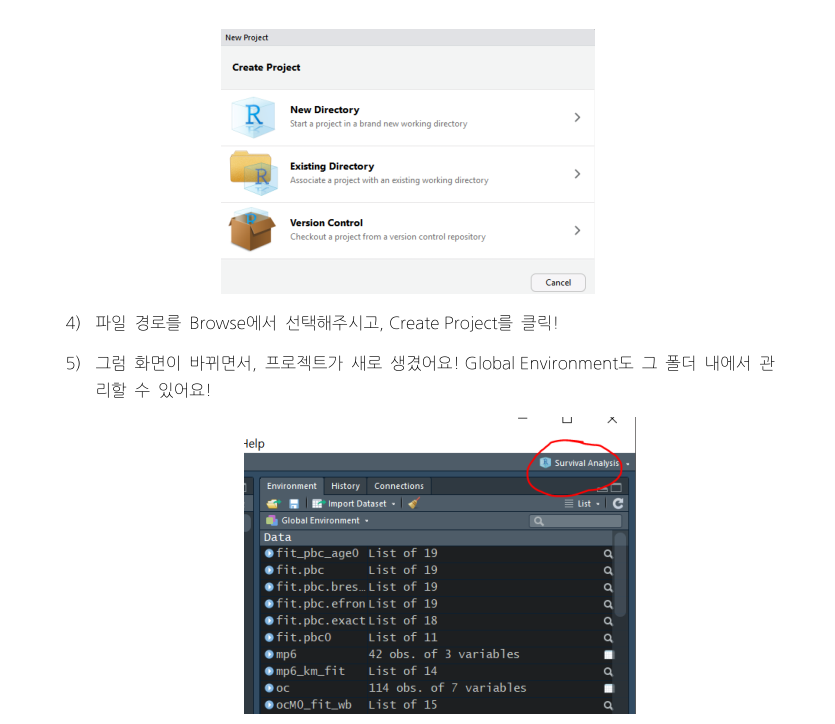 New Project
Create Project
New Directory
Start a project in a brand new working directory
Existing Directory
Associate a project with an existing working directory
Version Control
Checkout a project from a version control repository
Cancel
4) 파일 경로를 Browse에서 선택해주시고, Create Project를 클릭!
5) 그럼 화면이 바뀌면서, 프로젝트가 새로 생겼어요! Global Environment도 그 폴더 내에서 관
리할 수 있어요!
Help
Survival Analysis
Environment History Connections
Import Dataset List
Global Environment
Data
fit_pbc_age0 List of 19
fit.pbc List of 19
fit.pbc.bres… List of 19
fit.pbc.efron List of 19
fit.pbc.exact List of 18
fit.pbc0 List of 11
mp6 42 obs. of 3 variables
mp6_km_fit List of 14
oc 114 obs. of 7 variables
ocM0_fit_wb List of 15